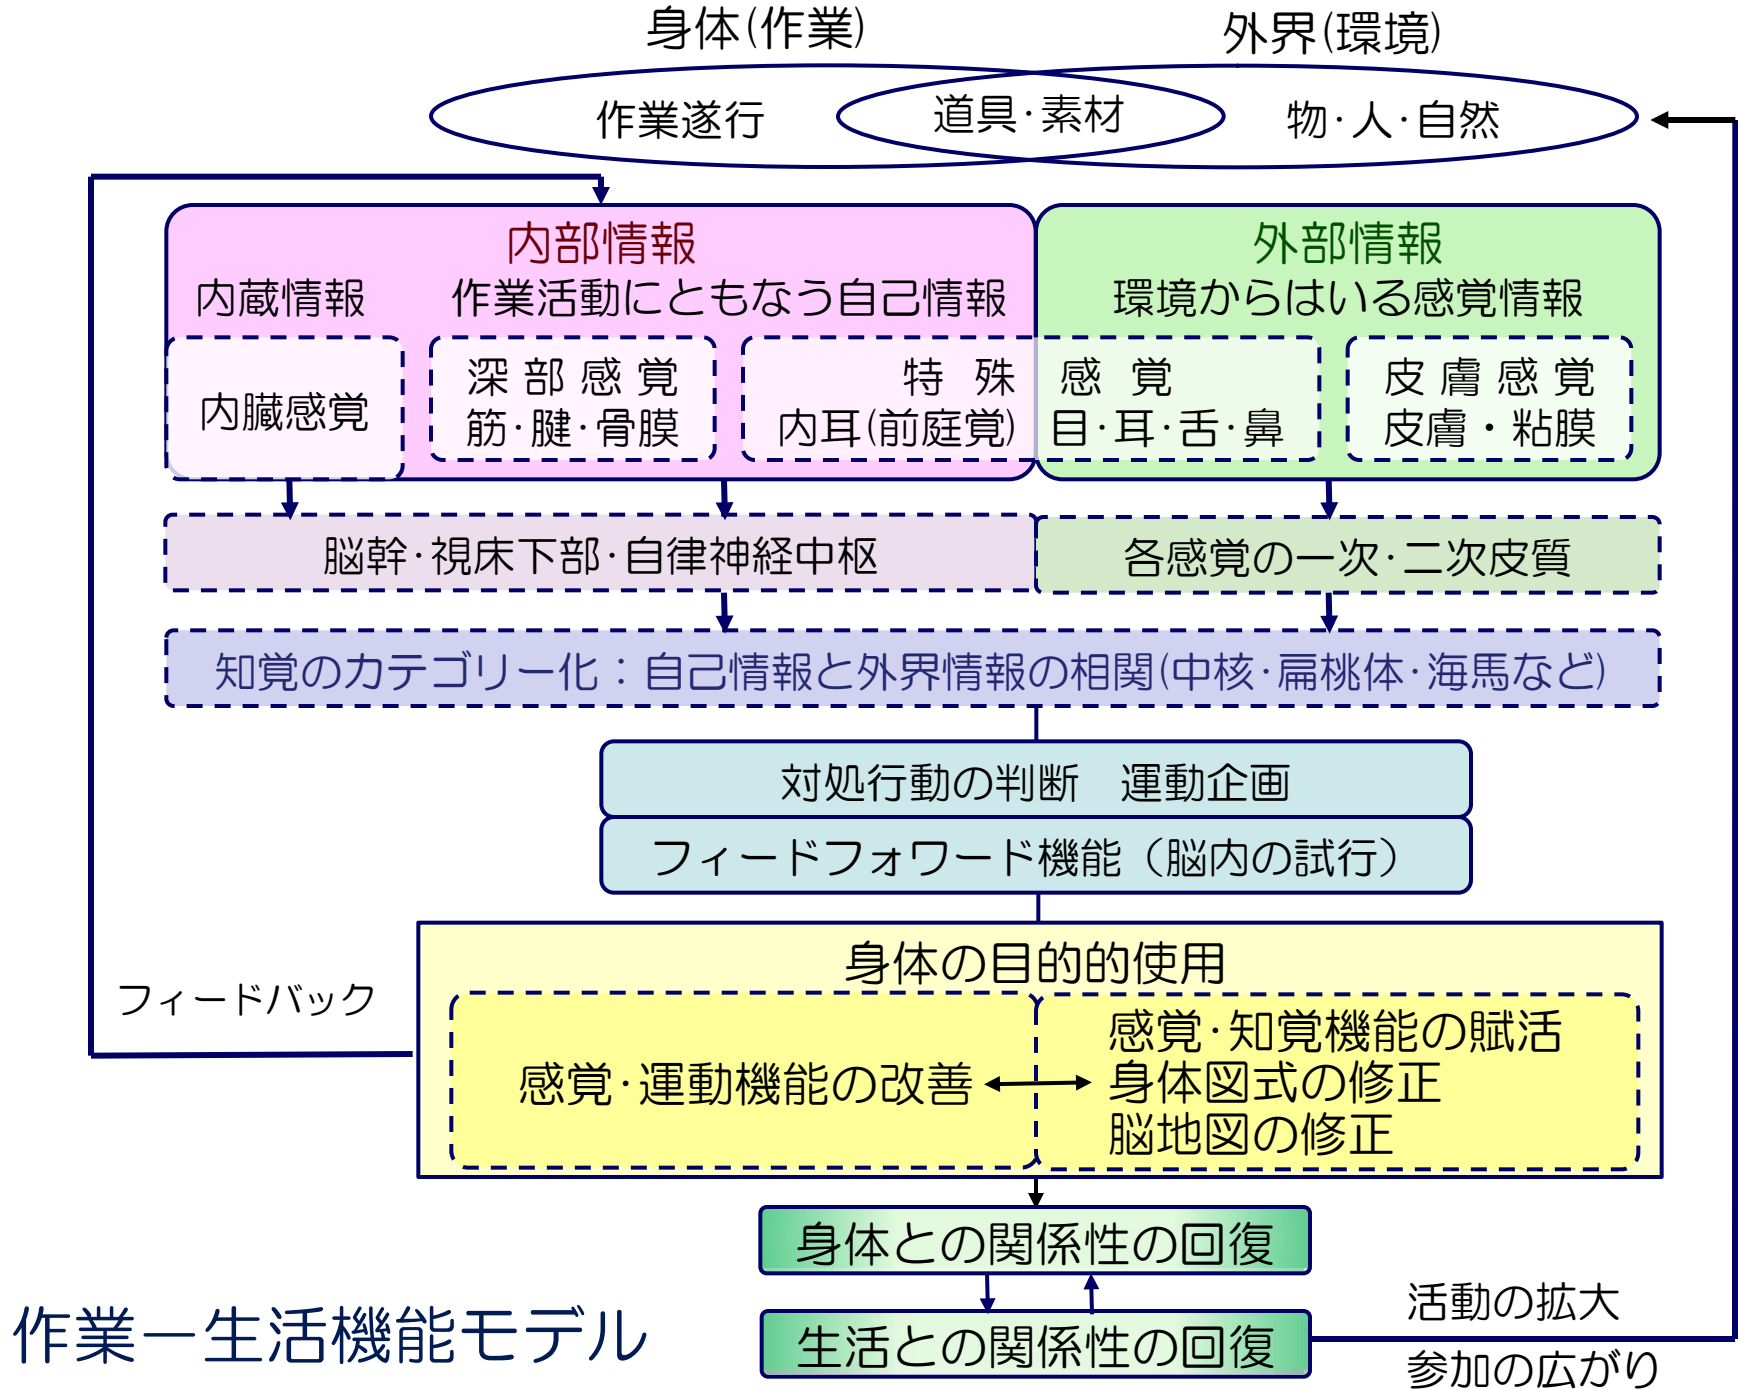 身体(作業)
外界(環境)
作業遂行
道具･素材
物･人･自然
内部情報
外部情報
内蔵情報
作業活動にともなう自己情報
環境からはいる感覚情報
内臓感覚
深部感覚
筋･腱･骨膜
特殊感覚
内耳(前庭覚) 目･耳･舌･鼻
皮膚感覚
皮膚・粘膜
脳幹･視床下部･自律神経中枢
各感覚の一次･二次皮質
知覚のカテゴリー化：自己情報と外界情報の相関(中核･扁桃体･海馬など)
対処行動の判断　運動企画
フィードフォワード機能（脳内の試行）
身体の目的的使用
フィードバック
感覚･運動機能の改善
感覚･知覚機能の賦活
身体図式の修正
脳地図の修正
身体との関係性の回復
生活との関係性の回復
活動の拡大
参加の広がり
作業－生活機能モデル